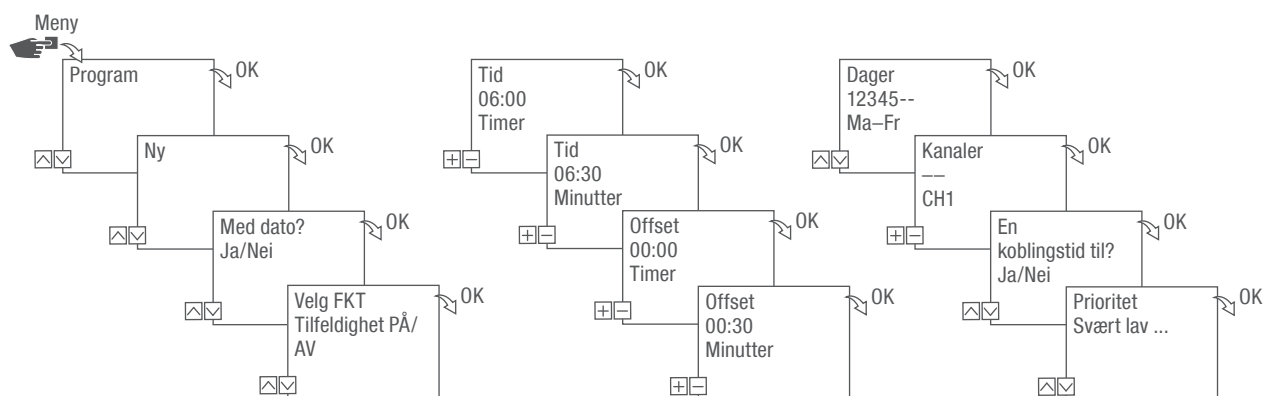 Meny
Program
OK
Ny
OK
Med dato?
Ja/Nei
OK
Velg FKT
Tilfeldighet PÅ/
AV
OK
Tid
06:00
Timer
OK
Tid
06:30
Minutter
OK
Offset
00:00
Timer
OK
Offset
00:30
Minutter
OK
Dager
12345--
Ma–Fr
OK
Kanaler
––
CH1
OK
En
koblingstid til?
Ja/Nei
OK
Prioritet
Svært lav ...
OK